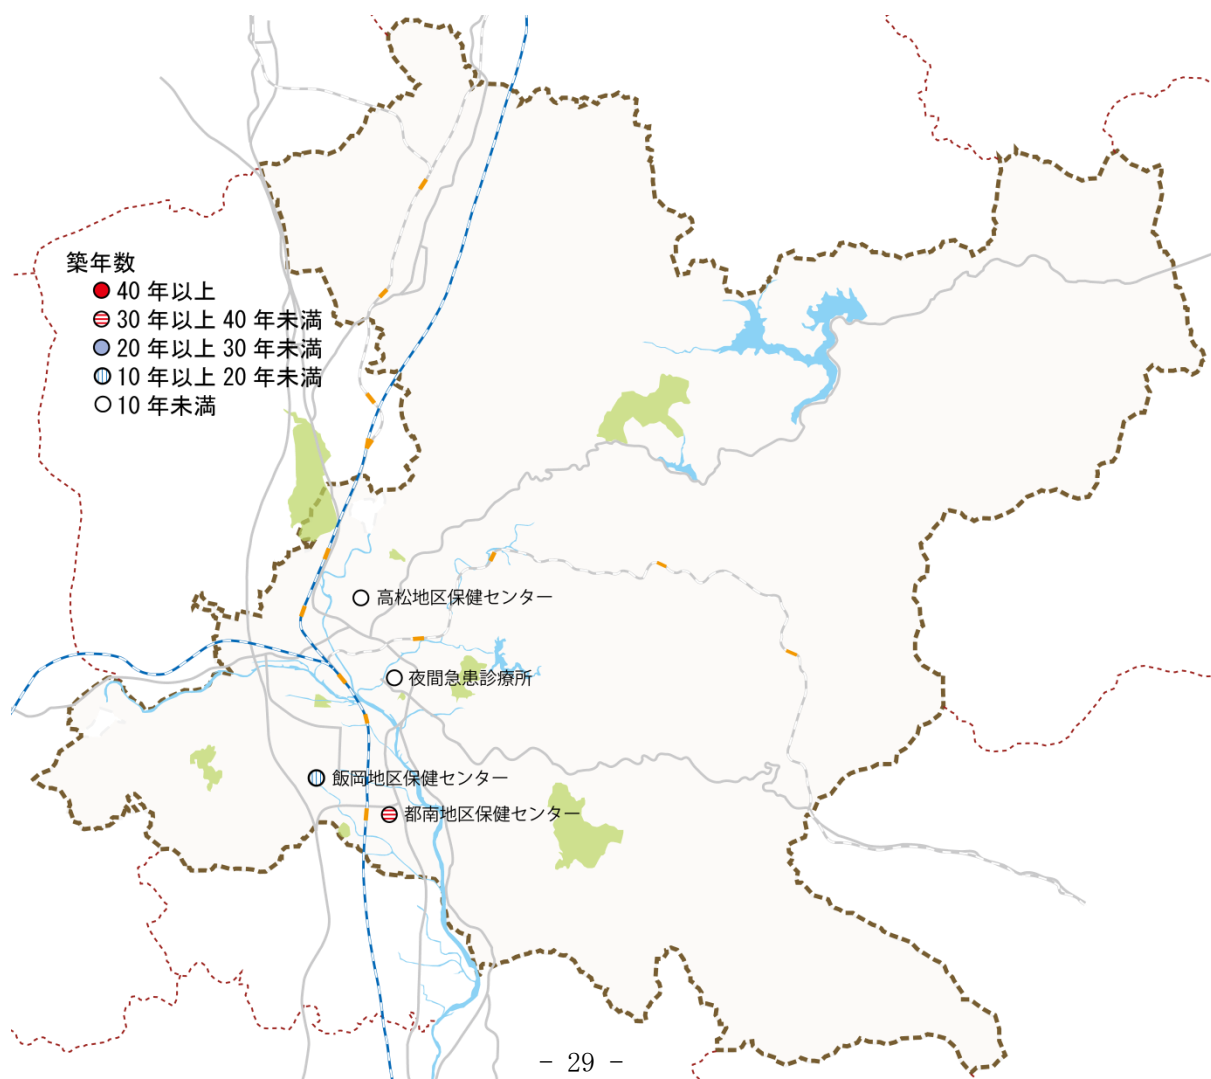 築年数
40 年以上
30 年以上 40 年未満
20 年以上 30 年未満
10 年以上 20 年未満
10 年未満
高松地区保健センター
夜間急患診療所
飯岡地区保健センター
都南地区保健センター
- 29 -